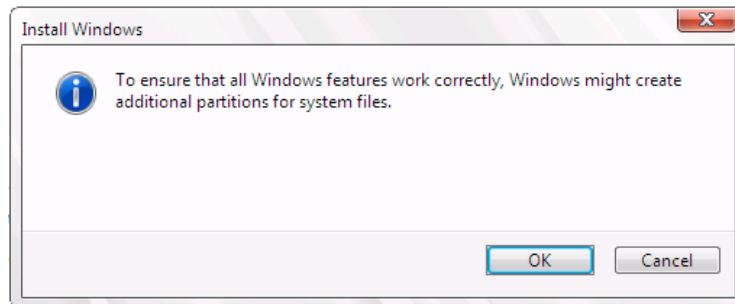 Install Windows
To ensure that all Windows features work correctly, Windows might create
additional partitions for system files.
OK
Cancel